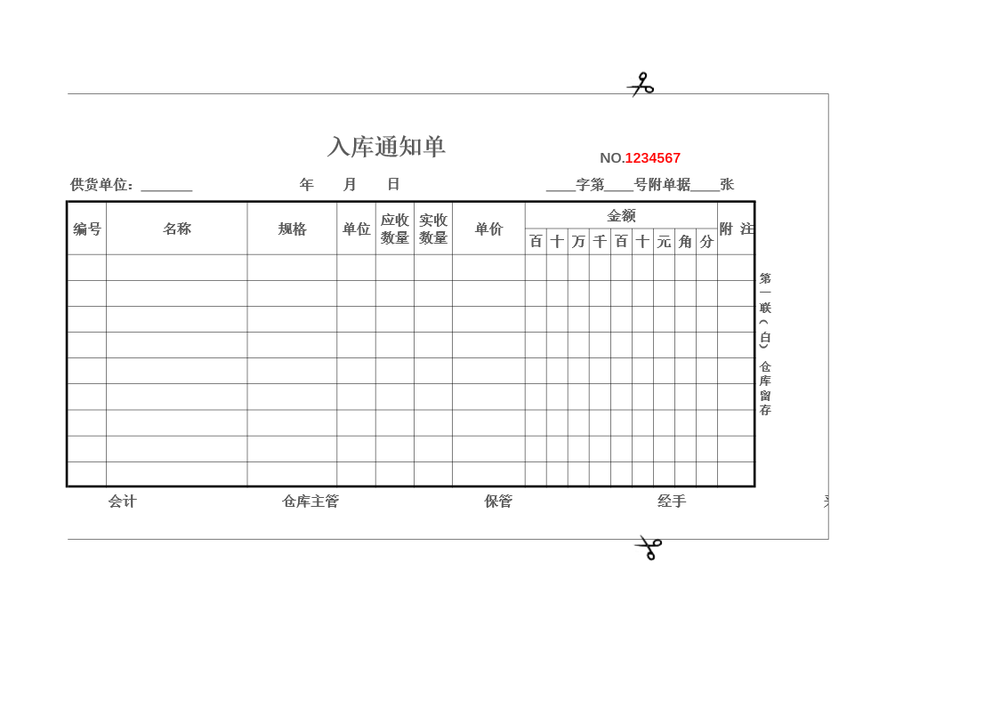 入库通知单
NO.1234567
供货单位：_______ 年 月 日 ____字第____号附单据____张
编号 名称 规格 单位 应收数量 实收数量 单价 金额 附 注
百 十 万 千 百 十 元 角 分
第一联(白) 仓库留存
会计 仓库主管 保管 经手